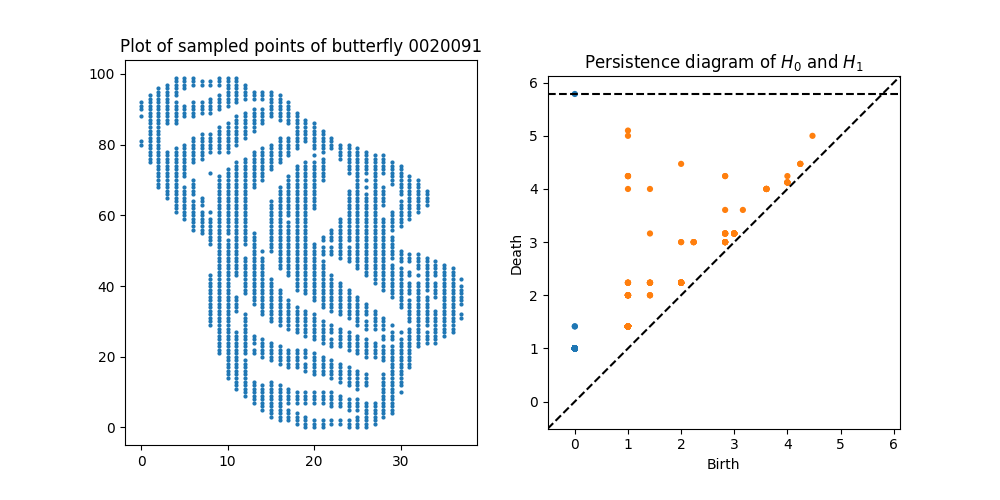 Plot of sampled points of butterfly 0020091
100
80
60
40
20
0
0 10 20 30
Persistence diagram of H₀ and H₁
6
5
4
3
2
1
0
Death
0 1 2 3 4 5 6
Birth